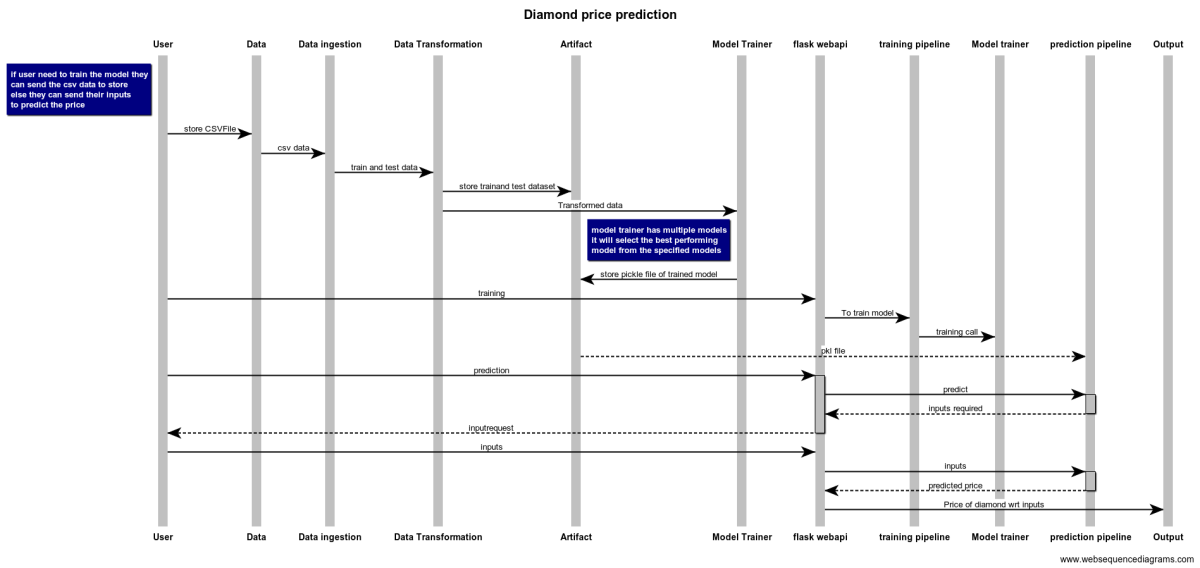 Diamond price prediction
User
Data
Data ingestion
Data Transformation
Artifact
Model Trainer
flask webapi
training pipeline
Model trainer
prediction pipeline
Output
if user need to train the model they
can send the csv data to store
else they can send their inputs
to predict the price
store CSVFile
csv data
train and test data
store trainand test dataset
Transformed data
model trainer has multiple models
it will select the best performing
model from the specified models
store pickle file of trained model
training
To train model
training call
pkl file
prediction
predict
inputs required
inputrequest
inputs
inputs
predicted price
Price of diamond wrt inputs
User
Data
Data ingestion
Data Transformation
Artifact
Model Trainer
flask webapi
training pipeline
Model trainer
prediction pipeline
Output
www.websequencediagrams.com